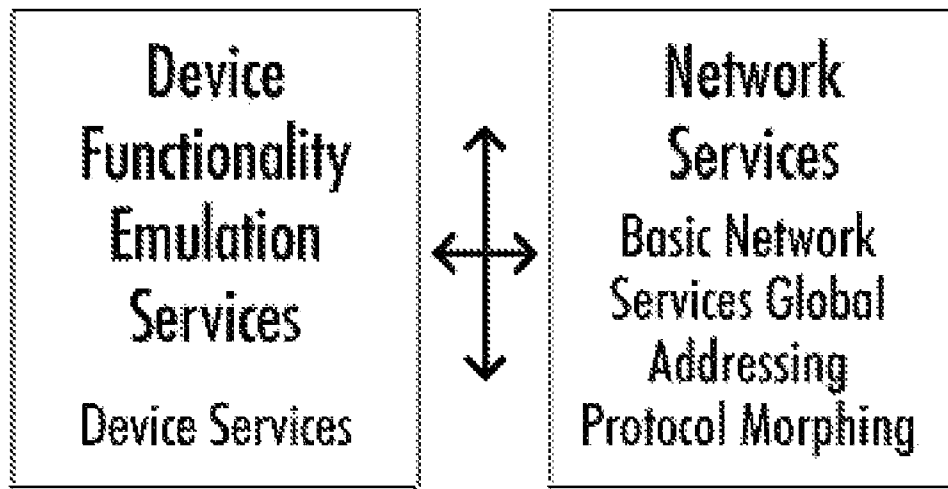 Device
Functionality
Emulation
Services
Device Services
Network
Services
Basic Network
Services Global
Addressing
Protocol Morphing